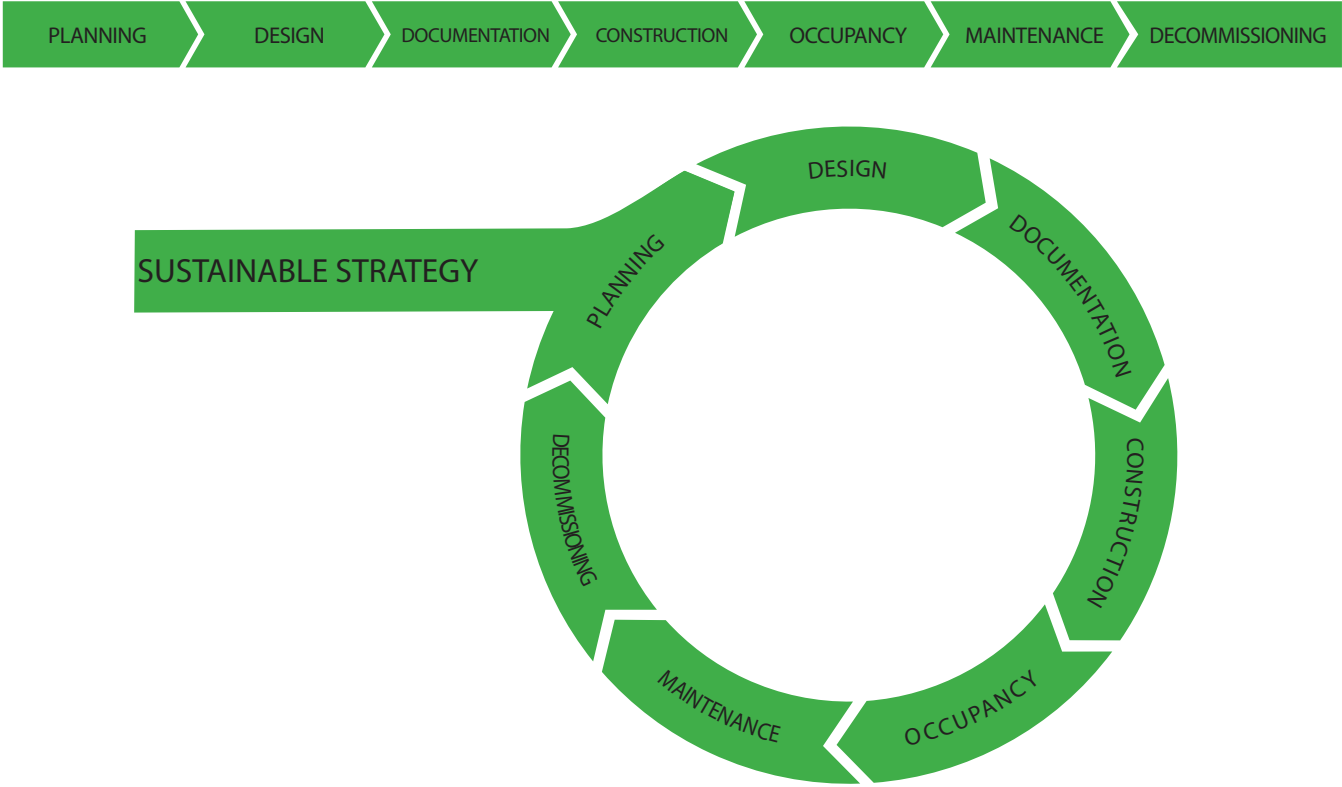 PLANNING DESIGN DOCUMENTATION CONSTRUCTION OCCUPANCY MAINTENANCE DECOMMISSIONING
SUSTAINABLE STRATEGY
PLANNING
DESIGN
DOCUMENTATION
CONSTRUCTION
OCCUPANCY
MAINTENANCE
DECOMMISSIONING